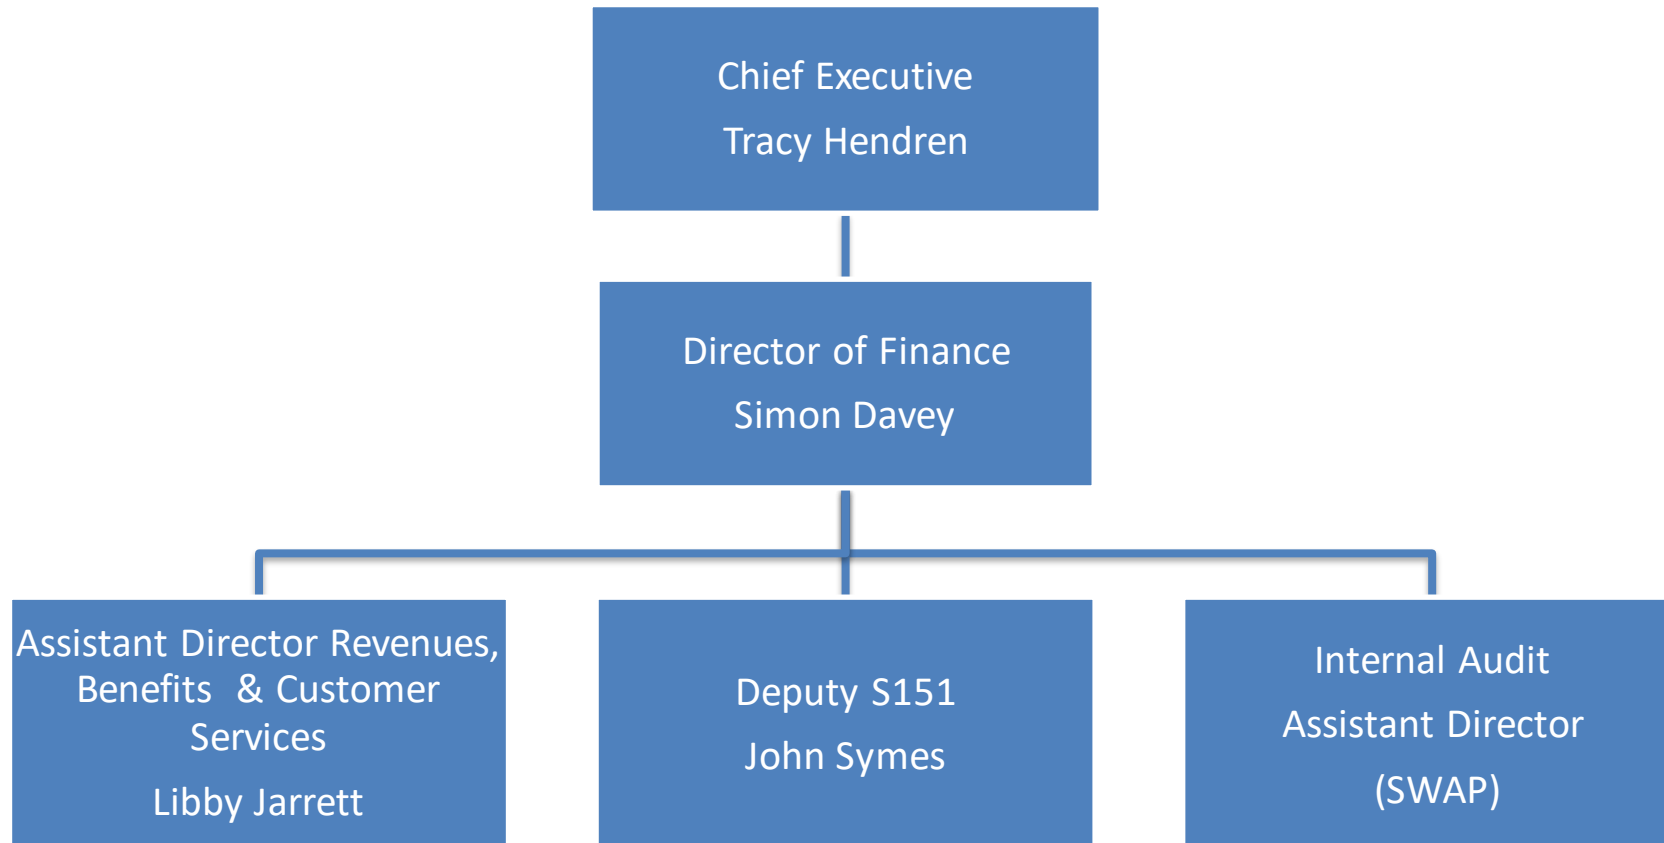 Chief Executive
Tracy Hendren
Director of Finance
Simon Davey
Assistant Director Revenues,
Benefits & Customer
Services
Libby Jarrett
Deputy S151
John Symes
Internal Audit
Assistant Director
(SWAP)